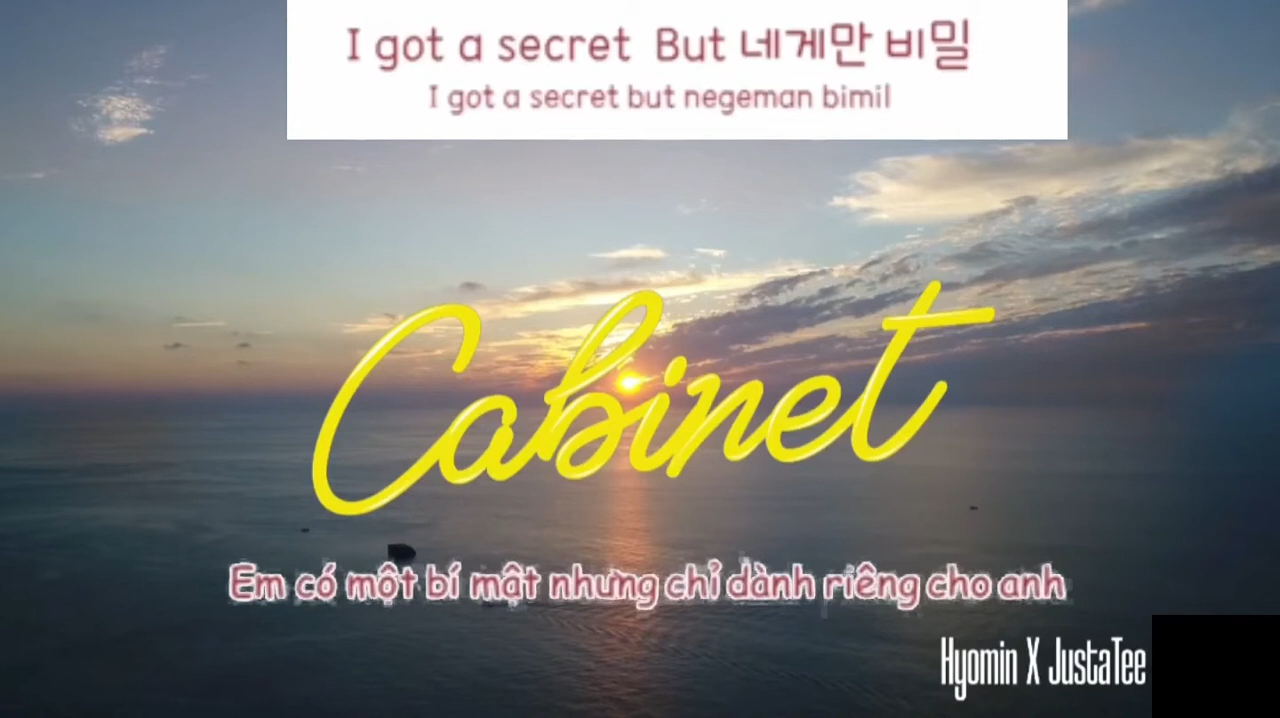 I got a secret But 네게만 비밀
I got a secret but negeman bimil
Cabinet
Em có một bí mật nhưng chỉ dành riêng cho anh
Hyomin X JustaTee